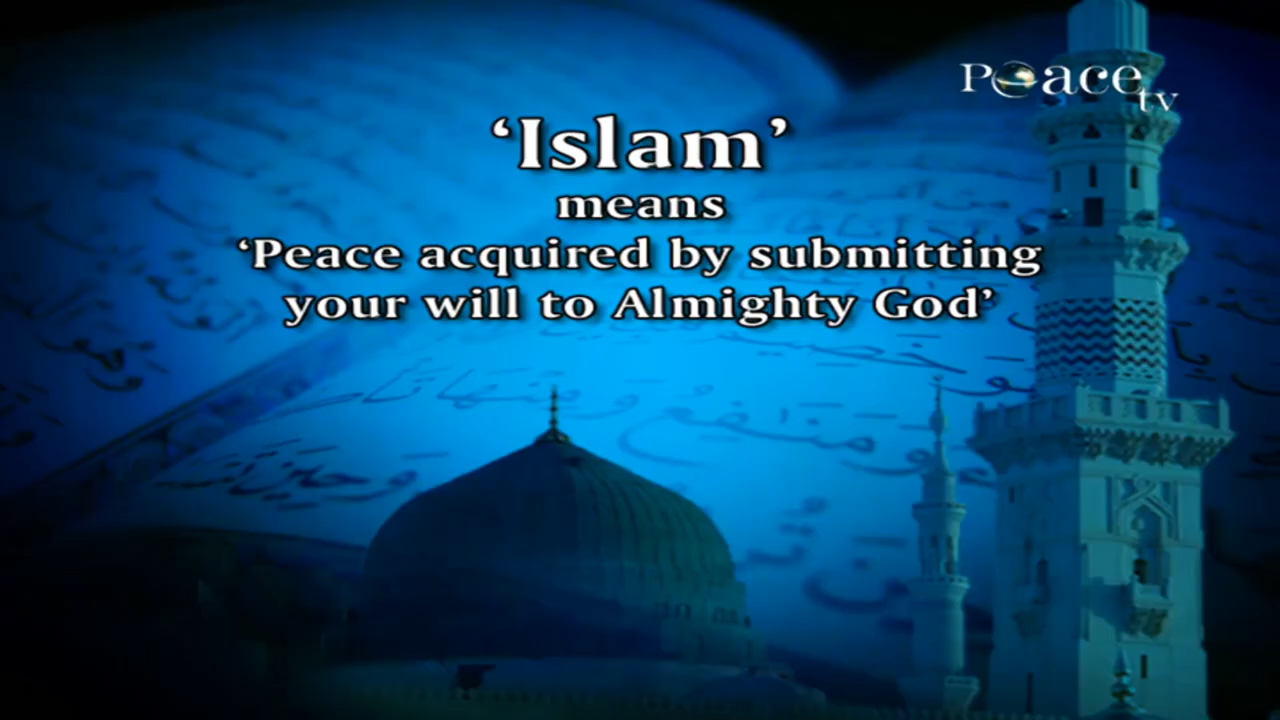 Peace tv
‘Islam’
means
‘Peace acquired by submitting
your will to Almighty God’